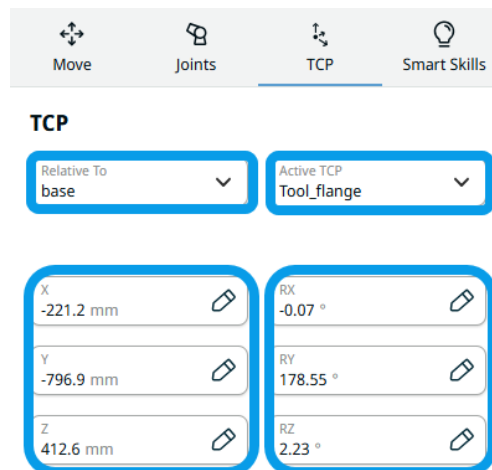 Move Joints TCP Smart Skills
TCP
Relative To Active TCP
base Tool_flange
X RX
-221.2 mm -0.07 °
Y RY
-796.9 mm 178.55 °
Z RZ
412.6 mm 2.23 °